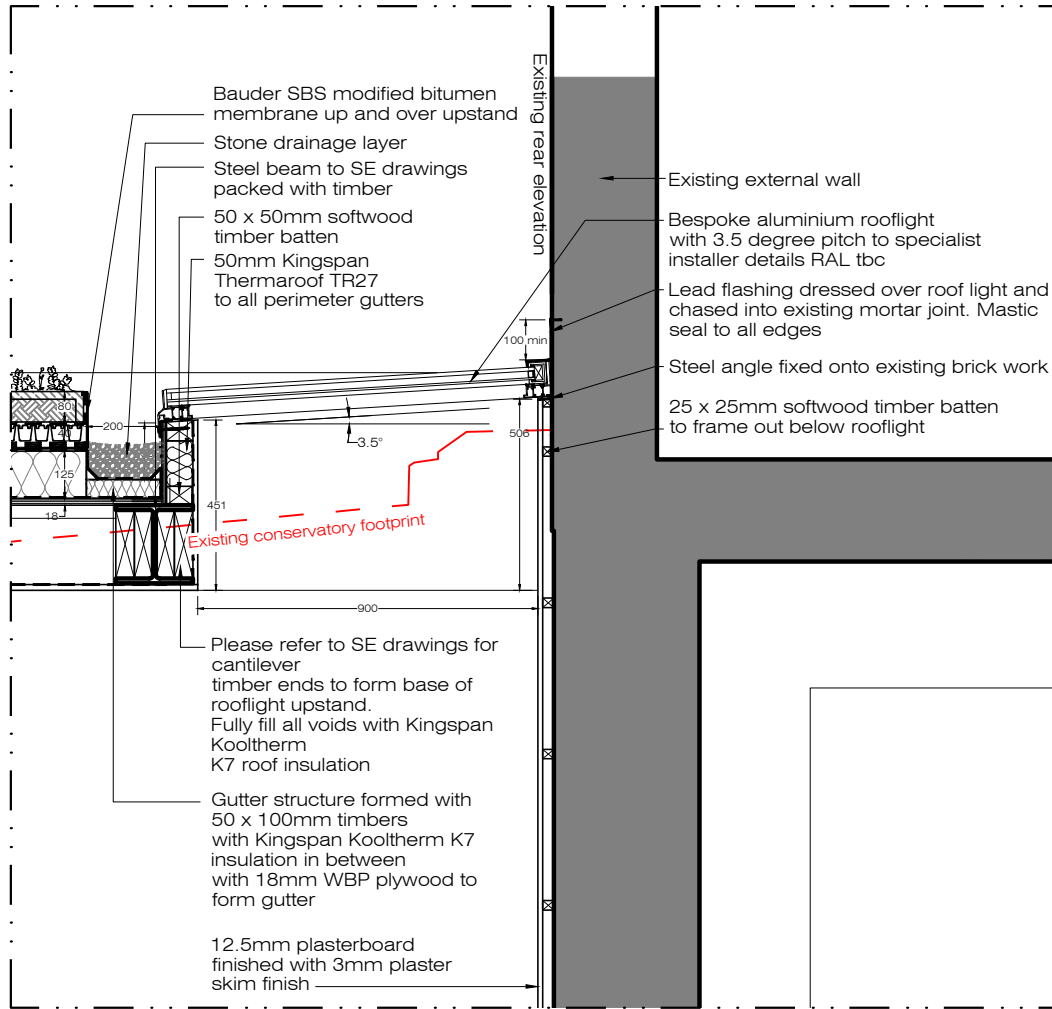 Bauder SBS modified bitumen
membrane up and over upstand
Stone drainage layer
Steel beam to SE drawings
packed with timber
50 x 50mm softwood
timber batten
50mm Kingspan
Thermaroof TR27
to all perimeter gutters
Existing rear elevation
Existing external wall
Bespoke aluminium rooflight
with 3.5 degree pitch to specialist
installer details RAL tbc
Lead flashing dressed over roof light and
chased into existing mortar joint. Mastic
seal to all edges
100 min
Steel angle fixed onto existing brick work
25 x 25mm softwood timber batten
to frame out below rooflight
80
200
40
125
18
3.5°
506
451
Existing conservatory footprint
900
Please refer to SE drawings for
cantilever
timber ends to form base of
rooflight upstand.
Fully fill all voids with Kingspan
Kooltherm
K7 roof insulation
Gutter structure formed with
50 x 100mm timbers
with Kingspan Kooltherm K7
insulation in between
with 18mm WBP plywood to
form gutter
12.5mm plasterboard
finished with 3mm plaster
skim finish